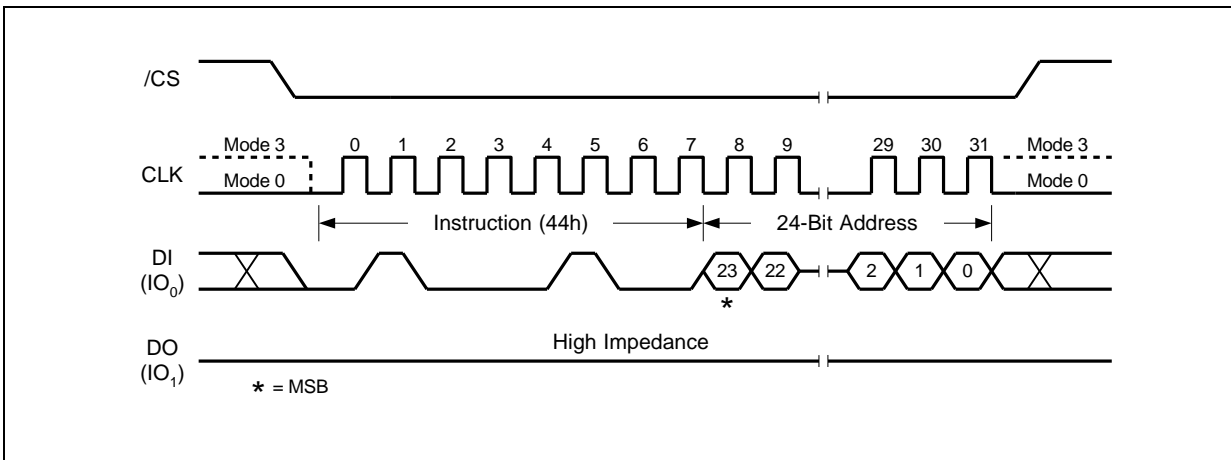 /CS
Mode 3 0 1 2 3 4 5 6 7 8 9 29 30 31 Mode 3
CLK
Mode 0 Mode 0
Instruction (44h) 24-Bit Address
DI
(IO₀)
23 22 2 1 0
*
High Impedance
DO
(IO₁)
* = MSB